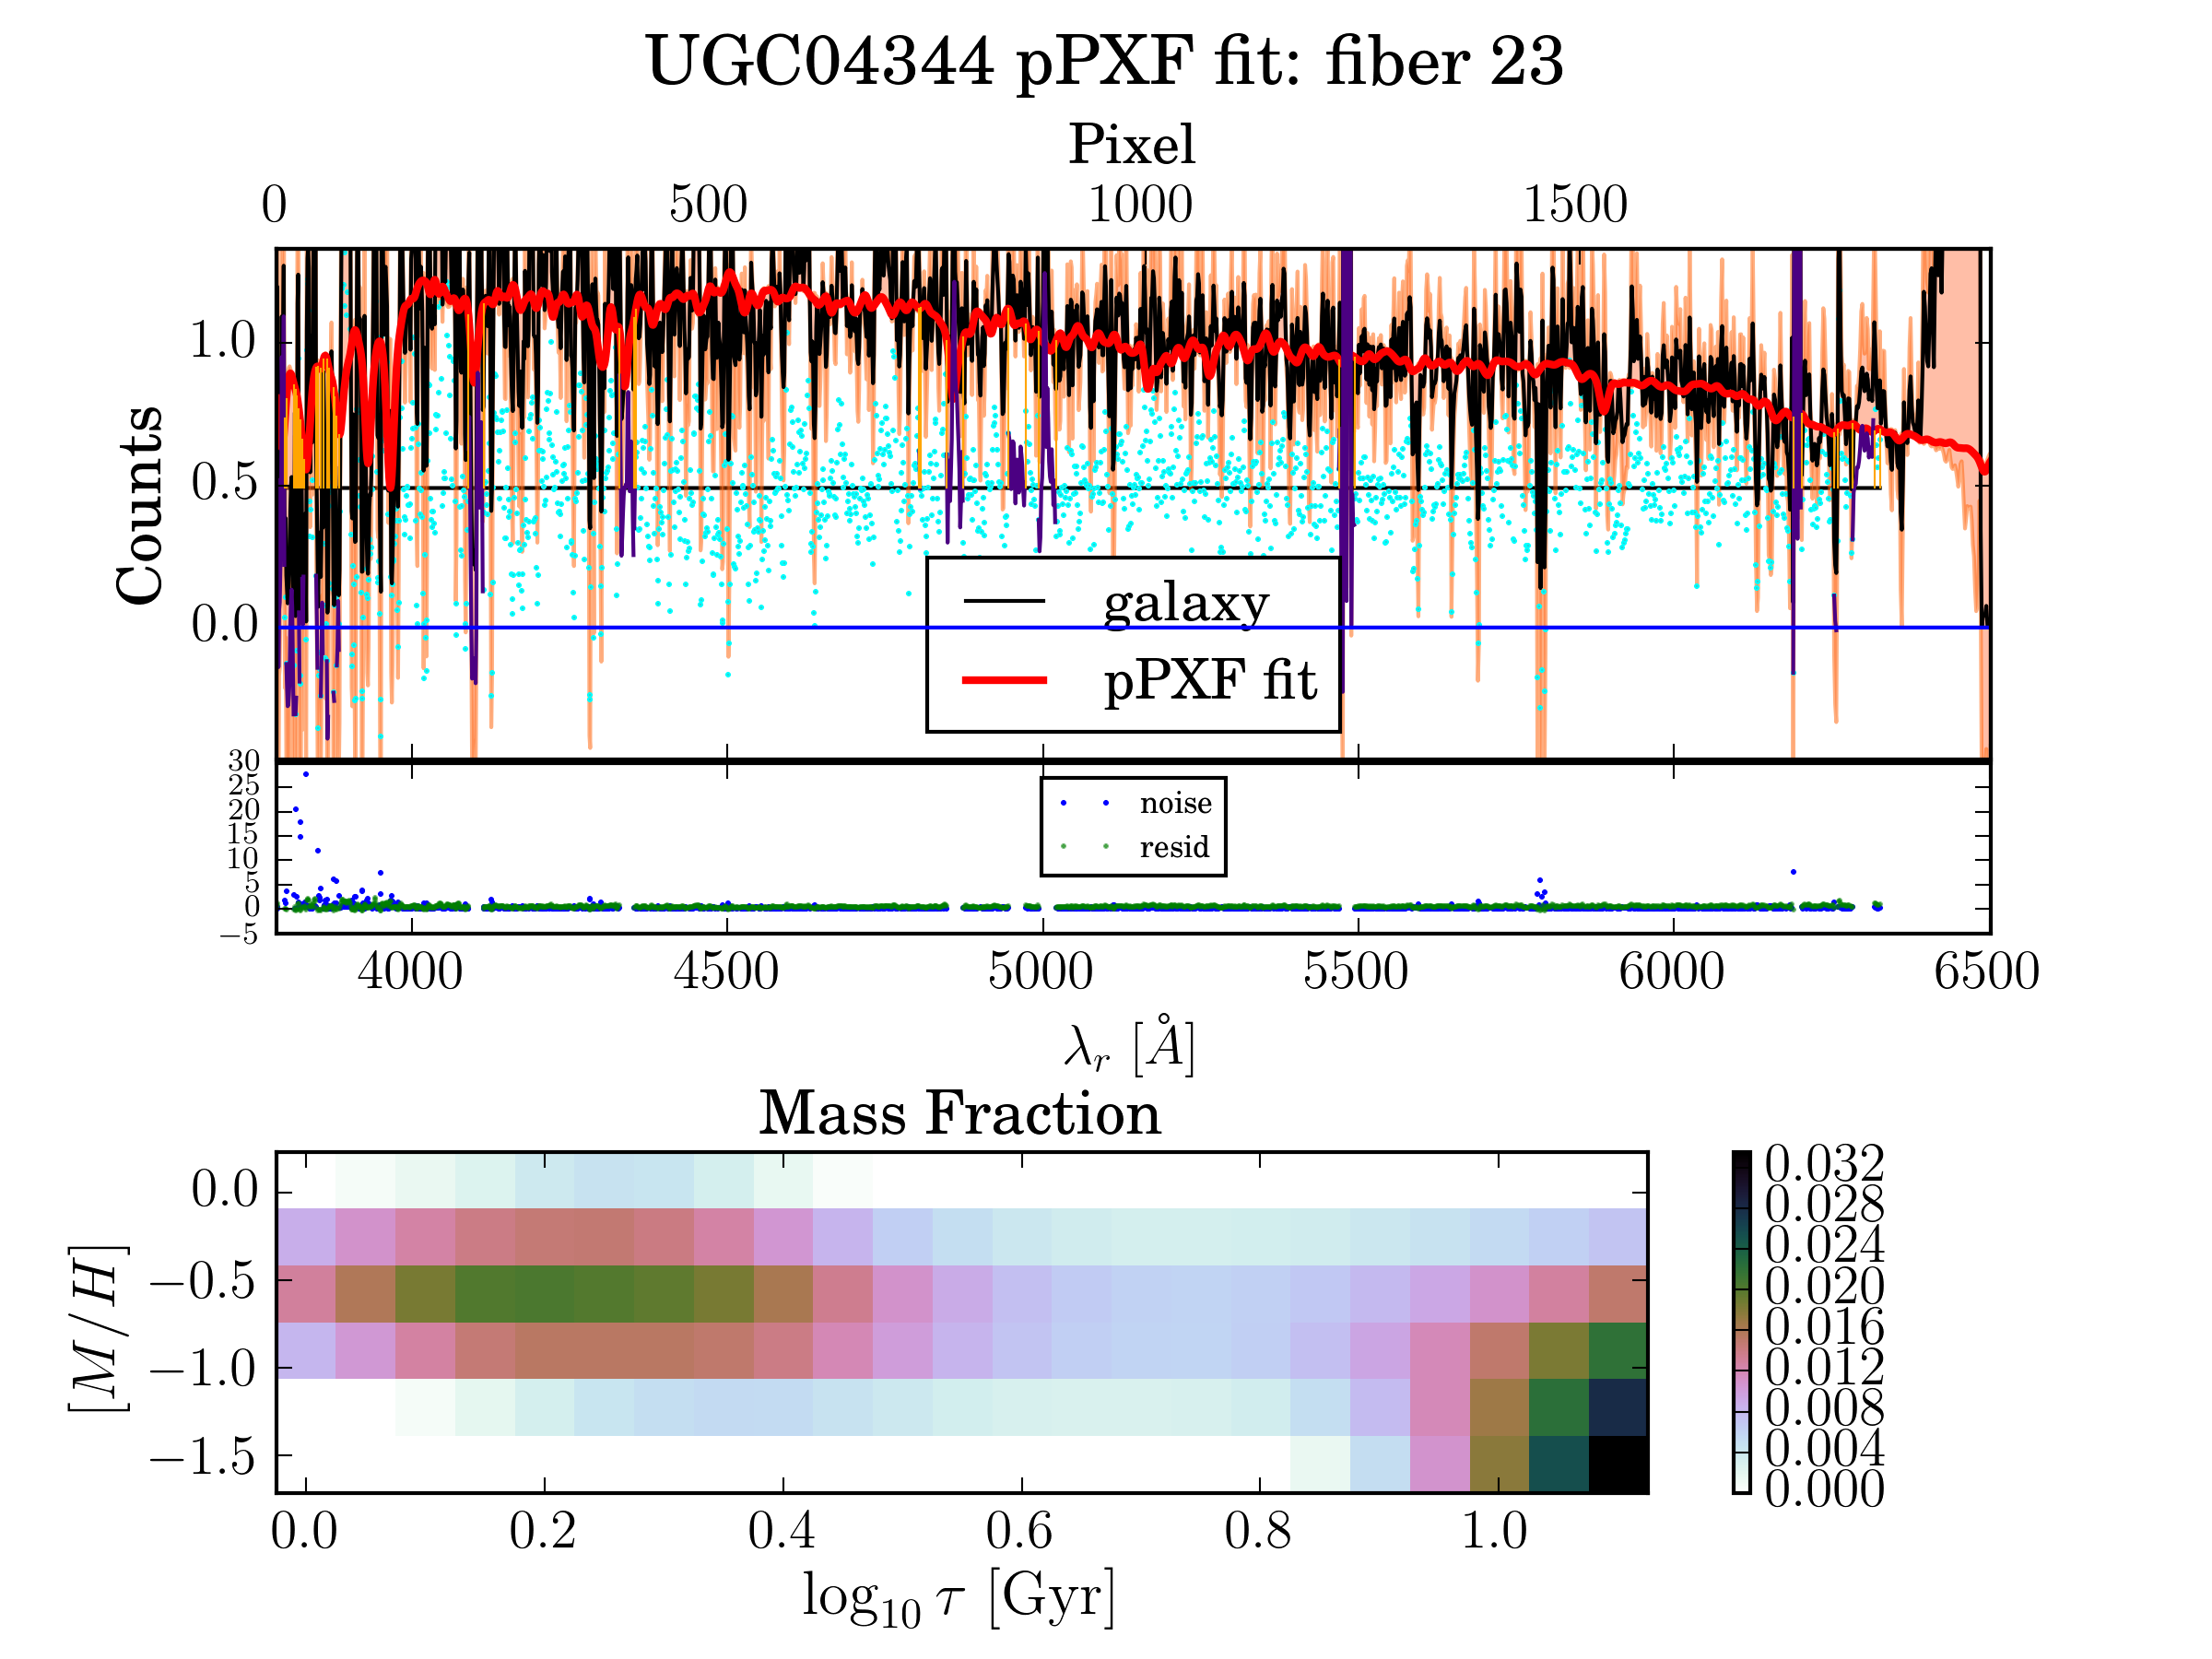 UGC04344 pPXF fit: fiber 23
Pixel
0 500 1000 1500
Counts
1.0
0.5
0.0
galaxy
pPXF fit
30
25
20
15
10
5
0
−5
noise
resid
4000 4500 5000 5500 6000 6500
λr [Å]
Mass Fraction
[M/H]
0.0
−0.5
−1.0
−1.5
0.0 0.2 0.4 0.6 0.8 1.0
log10 τ [Gyr]
0.032
0.028
0.024
0.020
0.016
0.012
0.008
0.004
0.000